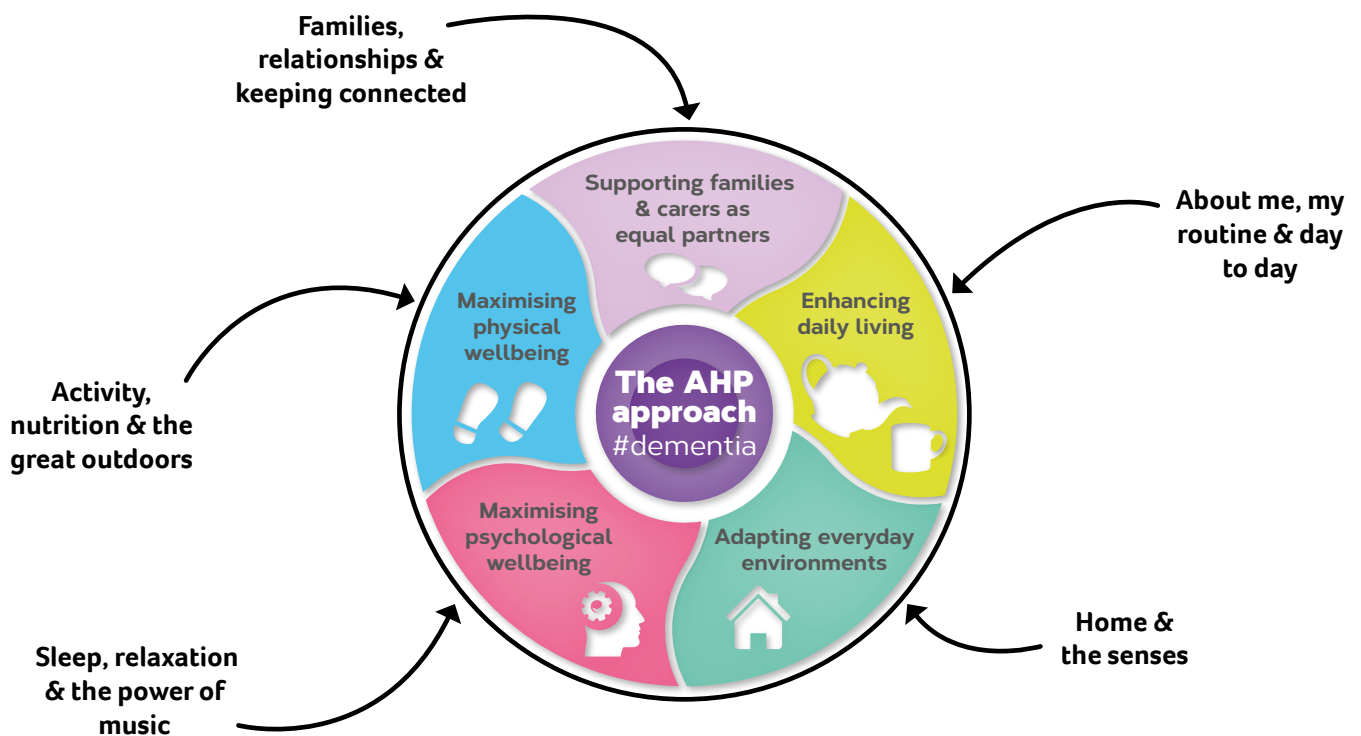 Families,
relationships &
keeping connected
Supporting families
& carers as
equal partners
About me, my
routine & day
to day
Enhancing
daily living
Maximising
physical
wellbeing
The AHP
approach
#dementia
Activity,
nutrition & the
great outdoors
Maximising
psychological
wellbeing
Adapting everyday
environments
Home &
the senses
Sleep, relaxation
& the power of
music